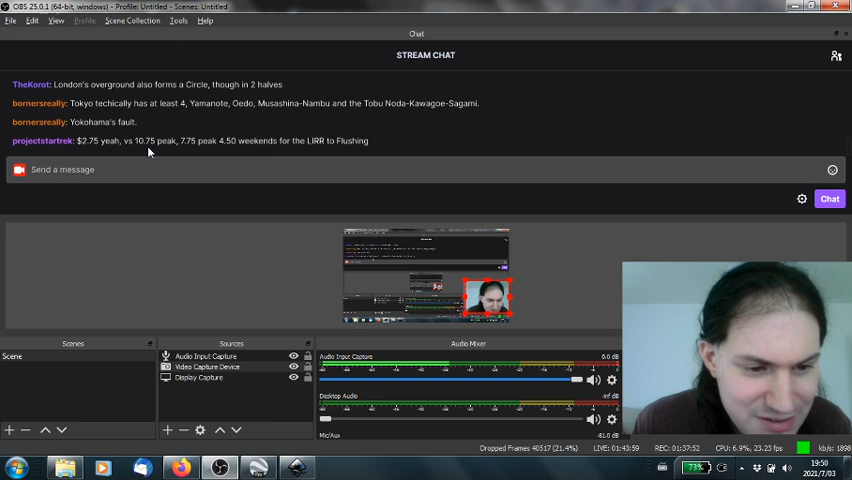 OBS 25.0.1 (64-bit, windows) - Profile: Untitled - Scenes: Untitled
File Edit View Profile Scene Collection Tools Help
Chat
STREAM CHAT
TheKorot: London's overground also forms a Circle, though in 2 halves
bornersreally: Tokyo techically has at least 4, Yamanote, Oedo, Musashina-Nambu and the Tobu Noda-Kawagoe-Sagami.
bornersreally: Yokohama's fault.
projectstartrek: $2.75 yeah, vs 10.75 peak, 7.75 peak 4.50 weekends for the LIRR to Flushing
Send a message
Chat
Scenes Sources Audio Mixer
Scene
Audio Input Capture
Video Capture Device
Display Capture
Audio Input Capture 0.0 dB
Desktop Audio -inf dB
Mic/Aux -81.0 dB
Dropped Frames 40517 (21.4%) LIVE: 01:43:59 REC: 01:37:52 CPU: 6.9%, 23.23 fps kb/s: 1898
73%
19:50
2021/7/03